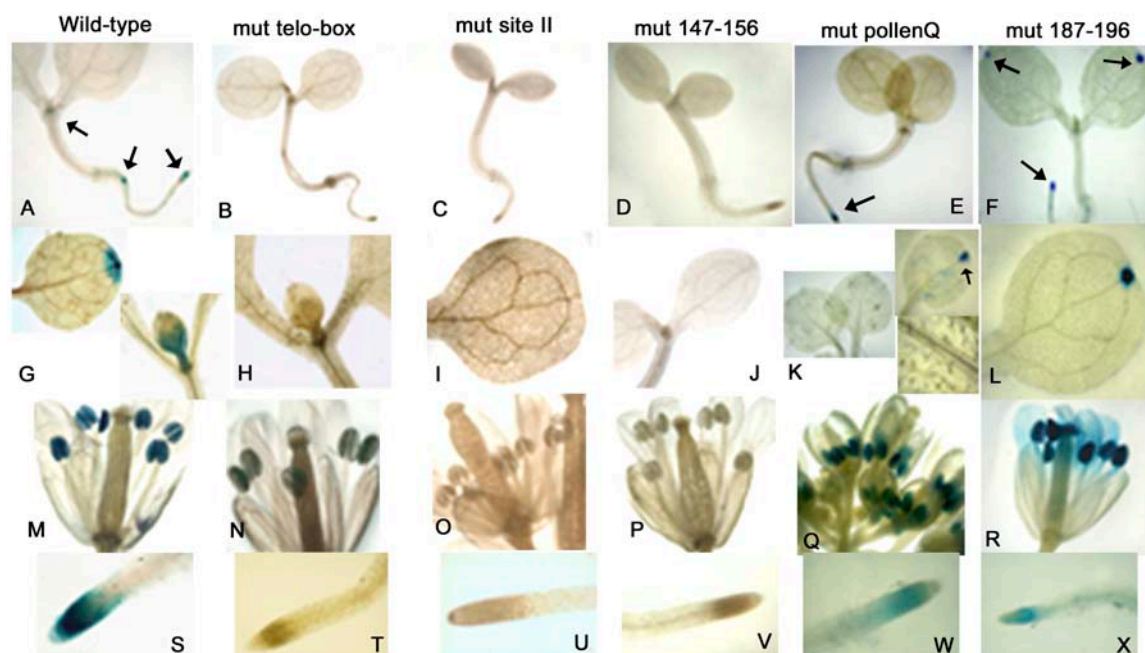 Wild-type mut telo-box mut site II mut 147-156 mut pollenQ mut 187-196
A B C D E F
G H I J K L
M N O P Q R
S T U V W X